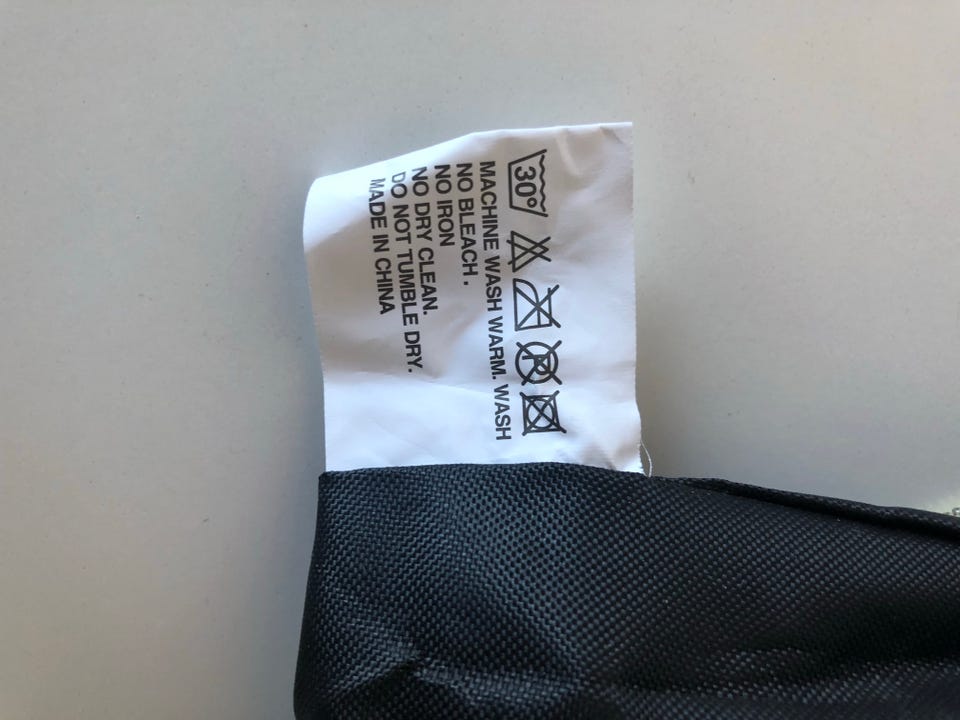 30°
MACHINE WASH WARM. WASH
NO BLEACH.
NO IRON
NO DRY CLEAN.
DO NOT TUMBLE DRY.
MADE IN CHINA